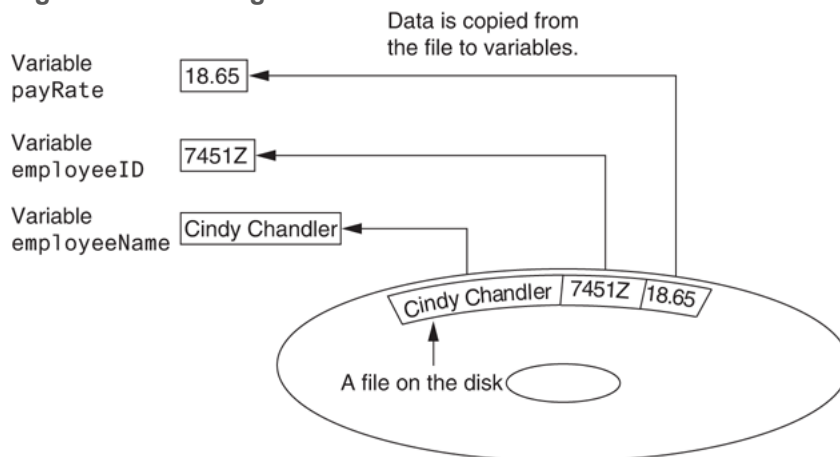 Data is copied from
the file to variables.
Variable
payRate
18.65
Variable
employeeID
7451Z
Variable
employeeName
Cindy Chandler
Cindy Chandler 7451Z 18.65
A file on the disk